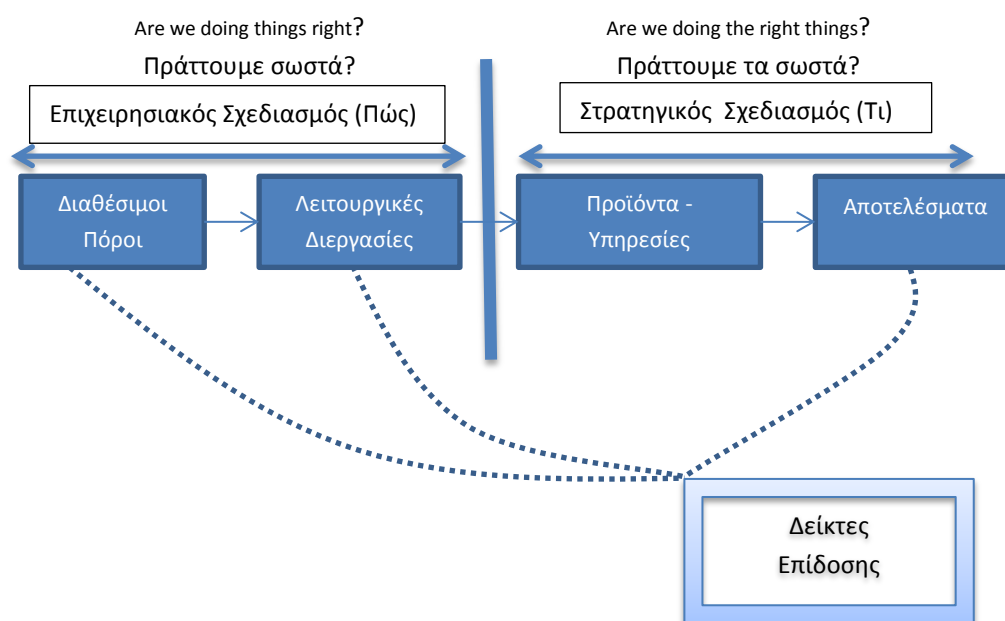 Are we doing things right?
Πράττουμε σωστά?
Επιχειρησιακός Σχεδιασμός (Πώς)
Are we doing the right things?
Πράττουμε τα σωστά?
Στρατηγικός Σχεδιασμός (Τι)
Διαθέσιμοι
Πόροι
Λειτουργικές
Διεργασίες
Προϊόντα -
Υπηρεσίες
Αποτελέσματα
Δείκτες
Επίδοσης